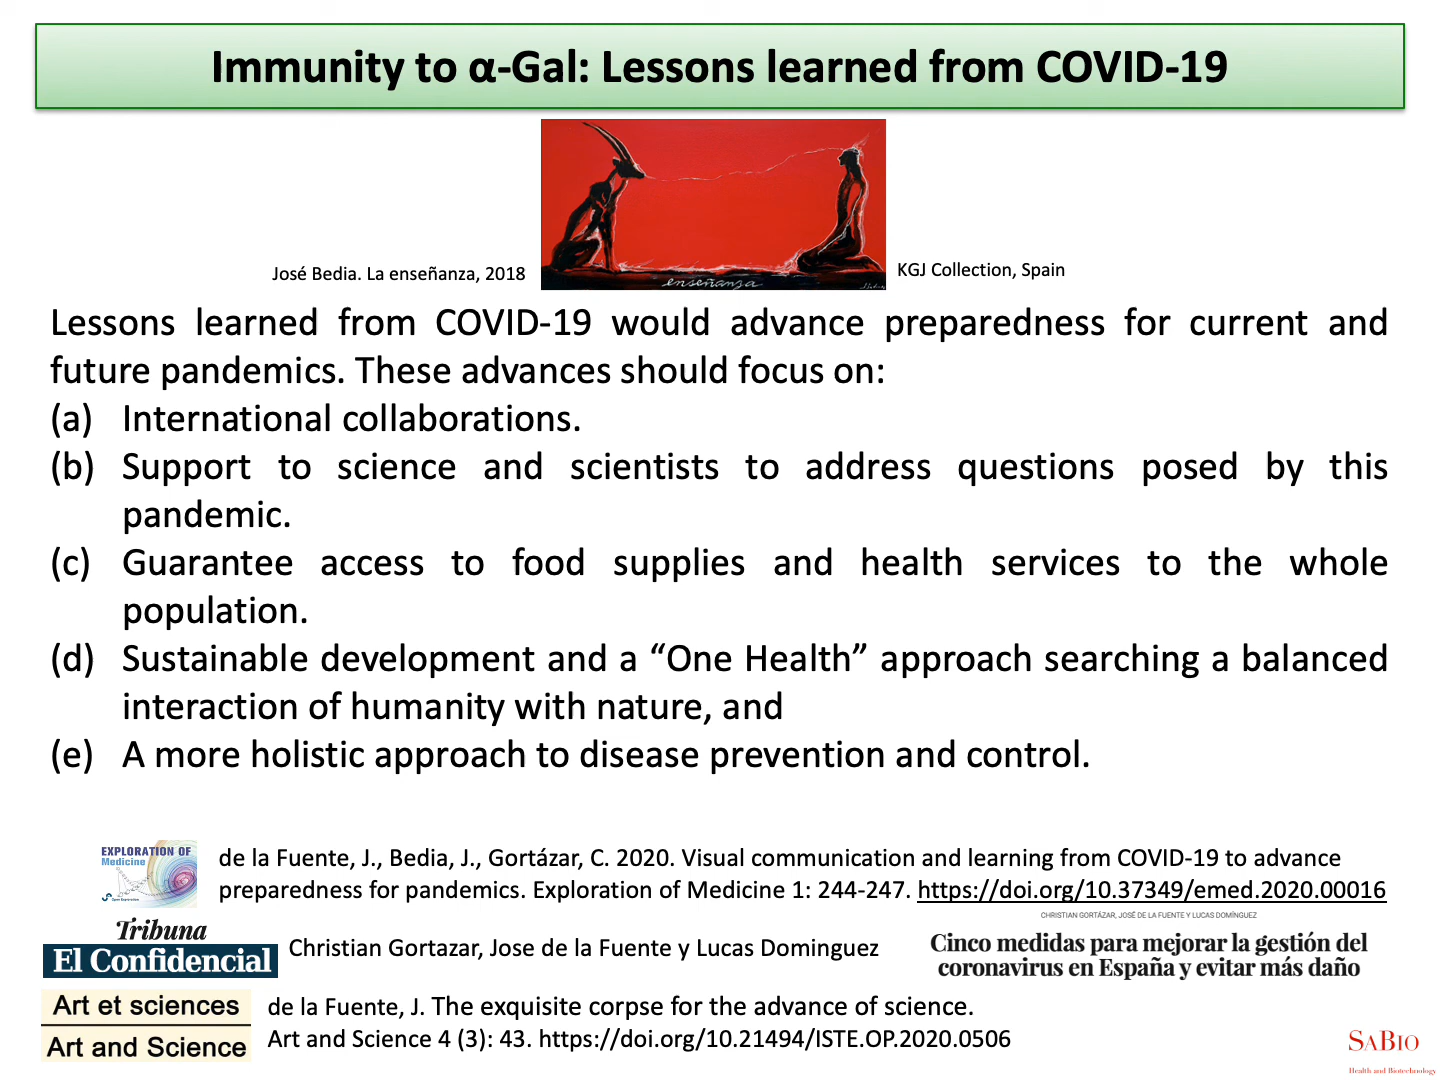 Immunity to α-Gal: Lessons learned from COVID-19
enseñanza
José Bedia. La enseñanza, 2018
KGJ Collection, Spain
Lessons learned from COVID-19 would advance preparedness for current and
future pandemics. These advances should focus on:
(a) International collaborations.
(b) Support to science and scientists to address questions posed by this
pandemic.
(c) Guarantee access to food supplies and health services to the whole
population.
(d) Sustainable development and a “One Health” approach searching a balanced
interaction of humanity with nature, and
(e) A more holistic approach to disease prevention and control.
EXPLORATION OF
Medicine
Open Exploration
de la Fuente, J., Bedia, J., Gortázar, C. 2020. Visual communication and learning from COVID-19 to advance
preparedness for pandemics. Exploration of Medicine 1: 244-247. https://doi.org/10.37349/emed.2020.00016
Tribuna
El Confidencial
Christian Gortazar, Jose de la Fuente y Lucas Dominguez
CHRISTIAN GORTÁZAR, JOSÉ DE LA FUENTE Y LUCAS DOMÍNGUEZ
Cinco medidas para mejorar la gestión del
coronavirus en España y evitar más daño
Art et sciences
Art and Science
de la Fuente, J. The exquisite corpse for the advance of science.
Art and Science 4 (3): 43. https://doi.org/10.21494/ISTE.OP.2020.0506
SABIO
Health and Biotechnology